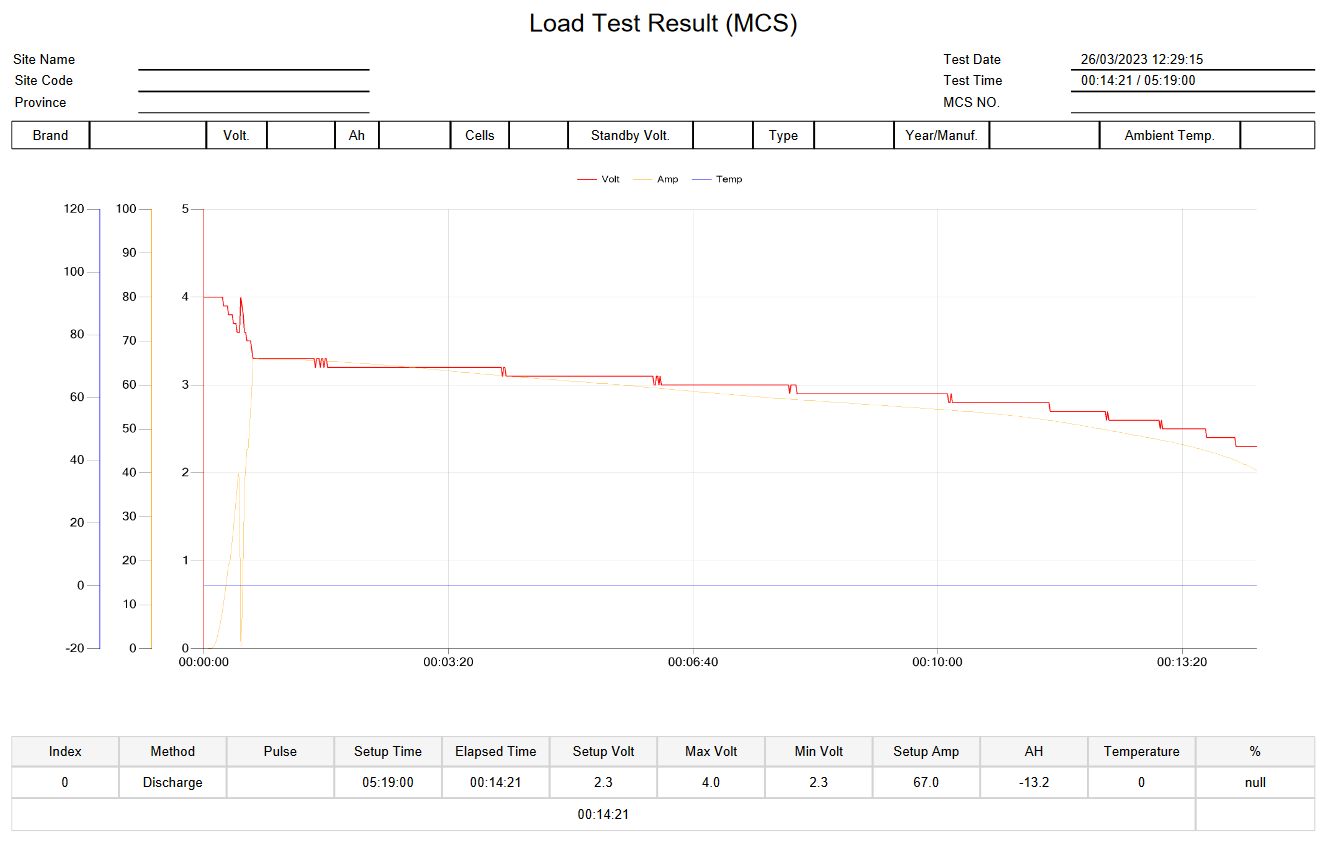 Load Test Result (MCS)
Site Name
Test Date 26/03/2023 12:29:15
Site Code
Test Time 00:14:21 / 05:19:00
Province
MCS NO.
Brand Volt. Ah Cells Standby Volt. Type Year/Manuf. Ambient Temp.
Volt Amp Temp
120 100 5
90
100
80 4
80
70
60 3
60
50
40
40 2
30
20
20 1
0
10
-20 0 0
00:00:00 00:03:20 00:06:40 00:10:00 00:13:20
Index Method Pulse Setup Time Elapsed Time Setup Volt Max Volt Min Volt Setup Amp AH Temperature %
0 Discharge 05:19:00 00:14:21 2.3 4.0 2.3 67.0 -13.2 0 null
00:14:21